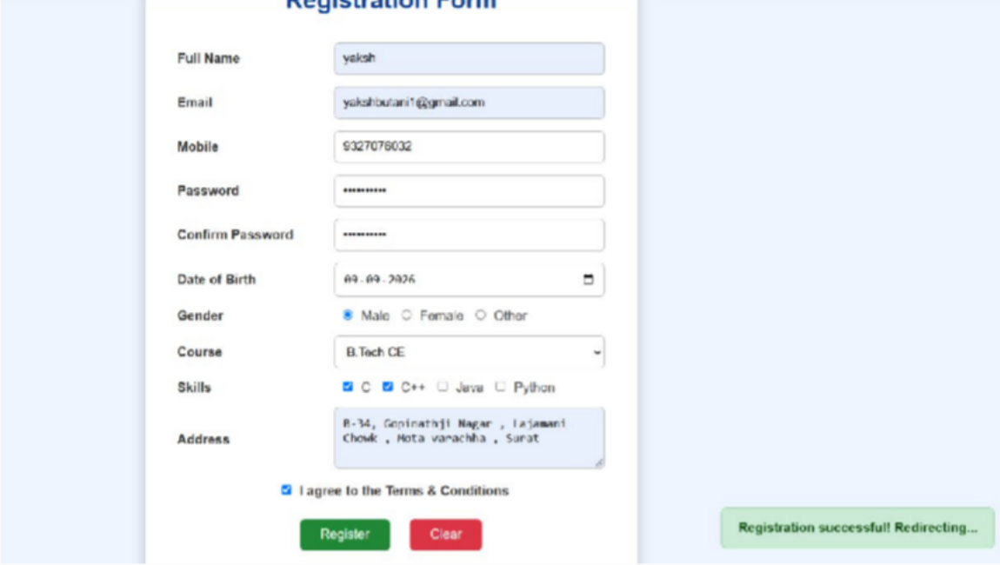 Registration Form
Full Name yaksh
Email yakshbutani1@gmail.com
Mobile 9327076032
Password ••••••••••
Confirm Password ••••••••••
Date of Birth 09-09-2026
Gender Male Female Other
Course B.Tech CE
Skills C C++ Java Python
Address B-34, Gopinathji Nagar , Lajamani
Chowk , Mota varachha , Surat
I agree to the Terms & Conditions
Register Clear
Registration successful! Redirecting...